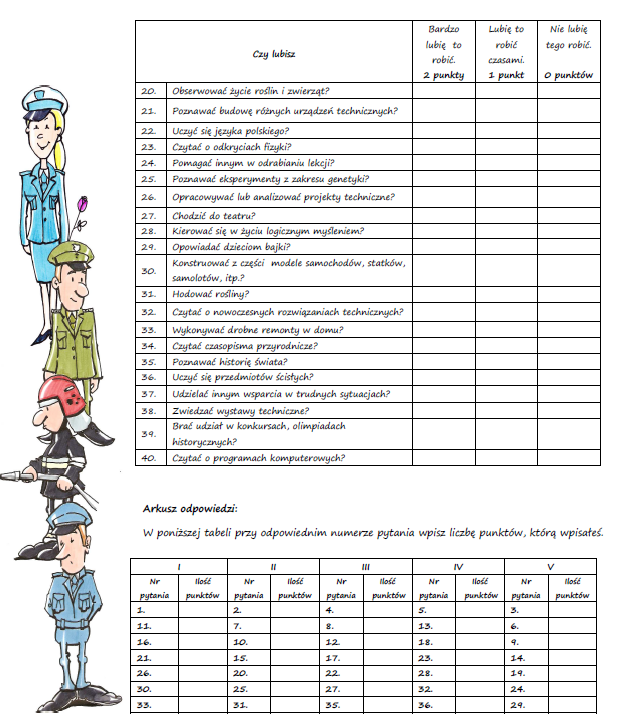 Czy lubisz
Bardzo lubię to robić. 2 punkty
Lubię to robić czasami. 1 punkt
Nie lubię tego robić. 0 punktów
20. Obserwować życie roślin i zwierząt?
21. Poznawać budowę różnych urządzeń technicznych?
22. Uczyć się języka polskiego?
23. Czytać o odkryciach fizyki?
24. Pomagać innym w odrabianiu lekcji?
25. Poznawać eksperymenty z zakresu genetyki?
26. Opracowywać lub analizować projekty techniczne?
27. Chodzić do teatru?
28. Kierować się w życiu logicznym myśleniem?
29. Opowiadać dzieciom bajki?
30. Konstruować z części modele samochodów, statków,
samolotów, itp.?
31. Hodować rośliny?
32. Czytać o nowoczesnych rozwiązaniach technicznych?
33. Wykonywać drobne remonty w domu?
34. Czytać czasopisma przyrodnicze?
35. Poznawać historię świata?
36. Uczyć się przedmiotów ścisłych?
37. Udzielać innym wsparcia w trudnych sytuacjach?
38. Zwiedzać wystawy techniczne?
39. Brać udział w konkursach, olimpiadach
historycznych?
40. Czytać o programach komputerowych?
Arkusz odpowiedzi:
W poniższej tabeli przy odpowiednim numerze pytania wpisz liczbę punktów, którą wpisałeś.
I II III IV V
Nr Ilość Nr Ilość Nr Ilość Nr Ilość Nr Ilość
pytania punktów pytania punktów pytania punktów pytania punktów pytania punktów
1. 2. 4. 5. 3.
11. 7. 8. 13. 6.
16. 10. 12. 18. 9.
21. 15. 17. 23. 14.
26. 20. 22. 28. 19.
30. 25. 27. 32. 24.
33. 31. 35. 36. 29.